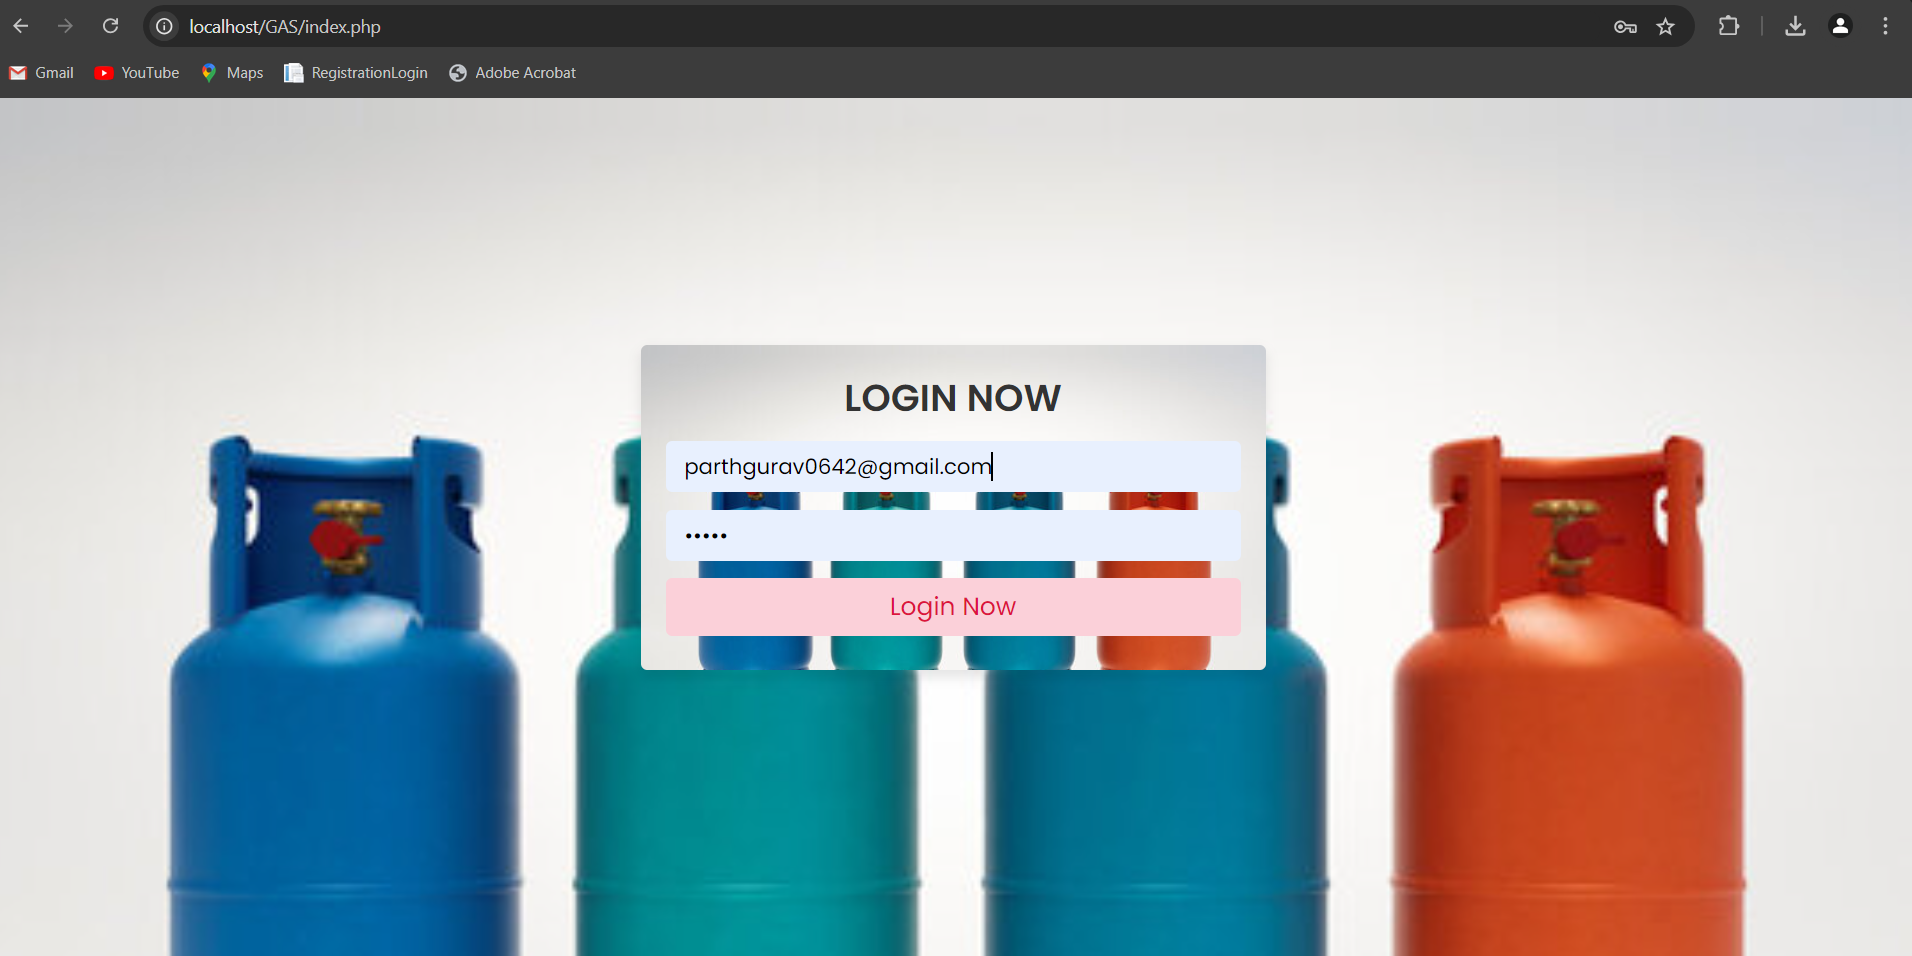 localhost/GAS/index.php
Gmail YouTube Maps RegistrationLogin Adobe Acrobat
LOGIN NOW
parthgurav0642@gmail.com
•••••
Login Now